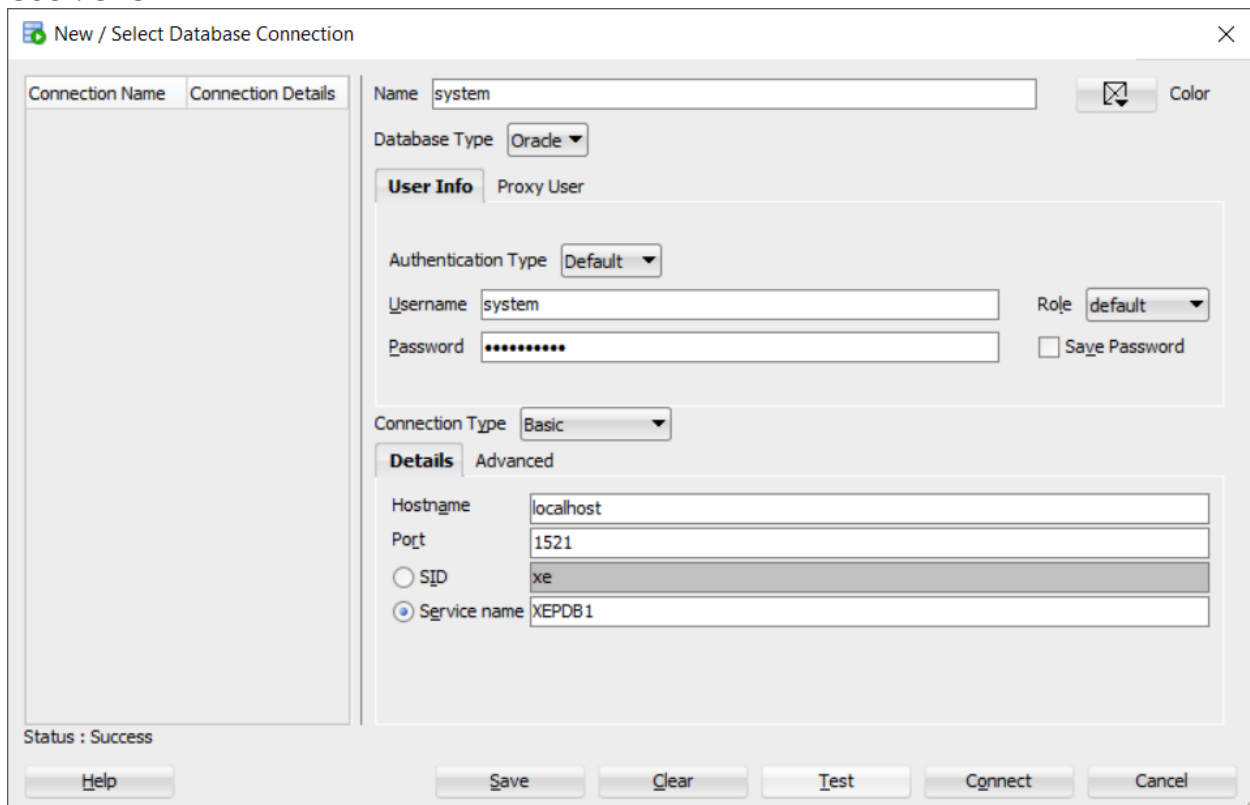 New / Select Database Connection
Connection Name Connection Details
Name system Color
Database Type Oracle
User Info Proxy User
Authentication Type Default
Username system Role default
Password •••••••••• Save Password
Connection Type Basic
Details Advanced
Hostname localhost
Port 1521
SID xe
Service name XEPDB1
Status : Success
Help Save Clear Test Connect Cancel